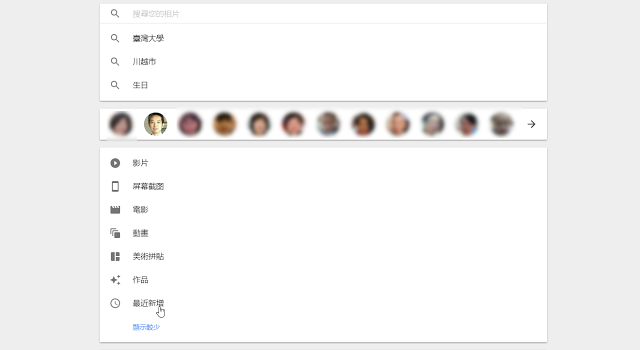 搜尋您的相片
臺灣大學
川越市
生日
影片
屏幕截图
電影
動畫
美術拼貼
作品
最近新增
顯示較少